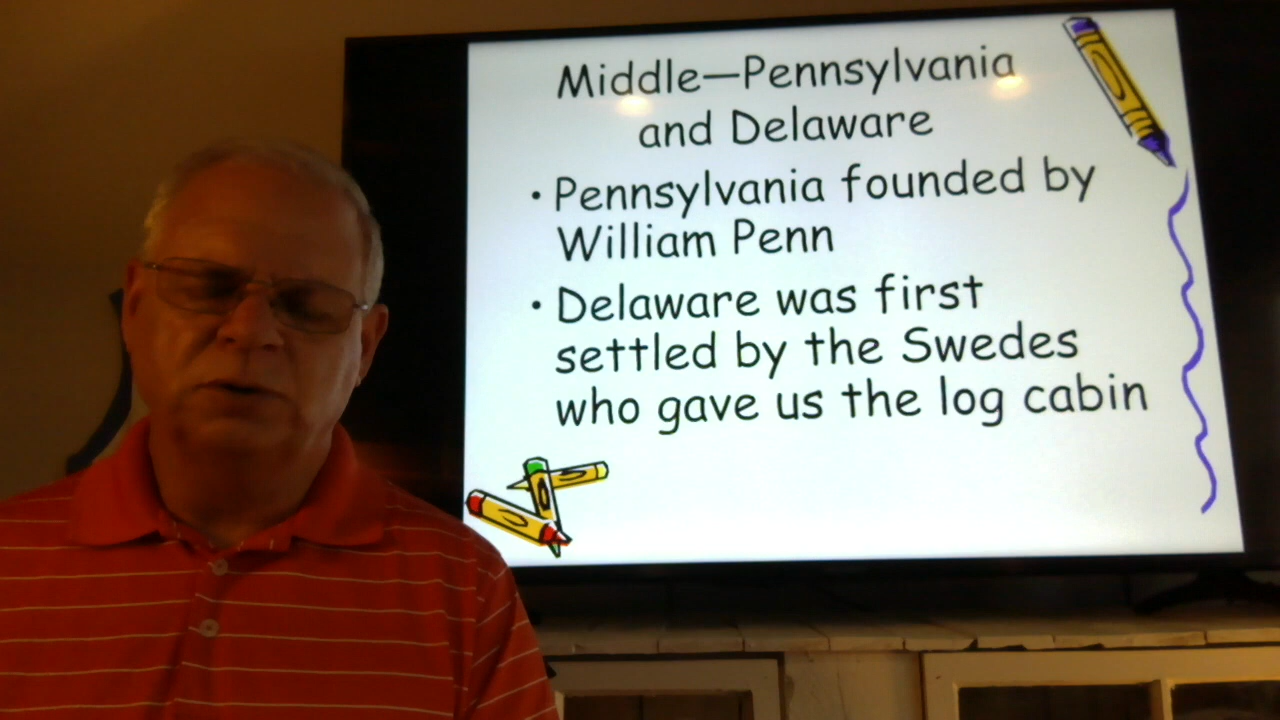 Middle—Pennsylvania
and Delaware
• Pennsylvania founded by
William Penn
• Delaware was first
settled by the Swedes
who gave us the log cabin